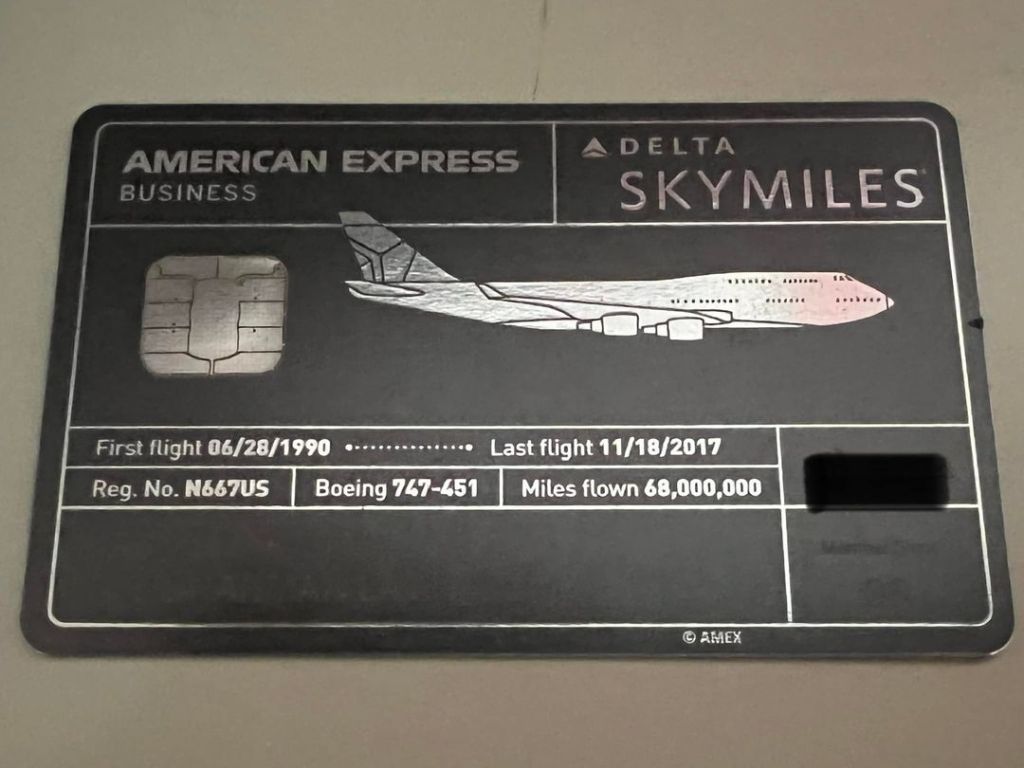 AMERICAN EXPRESS
BUSINESS
DELTA
SKYMILES
First flight 06/28/1990 Last flight 11/18/2017
Reg. No. N667US Boeing 747-451 Miles flown 68,000,000
© AMEX